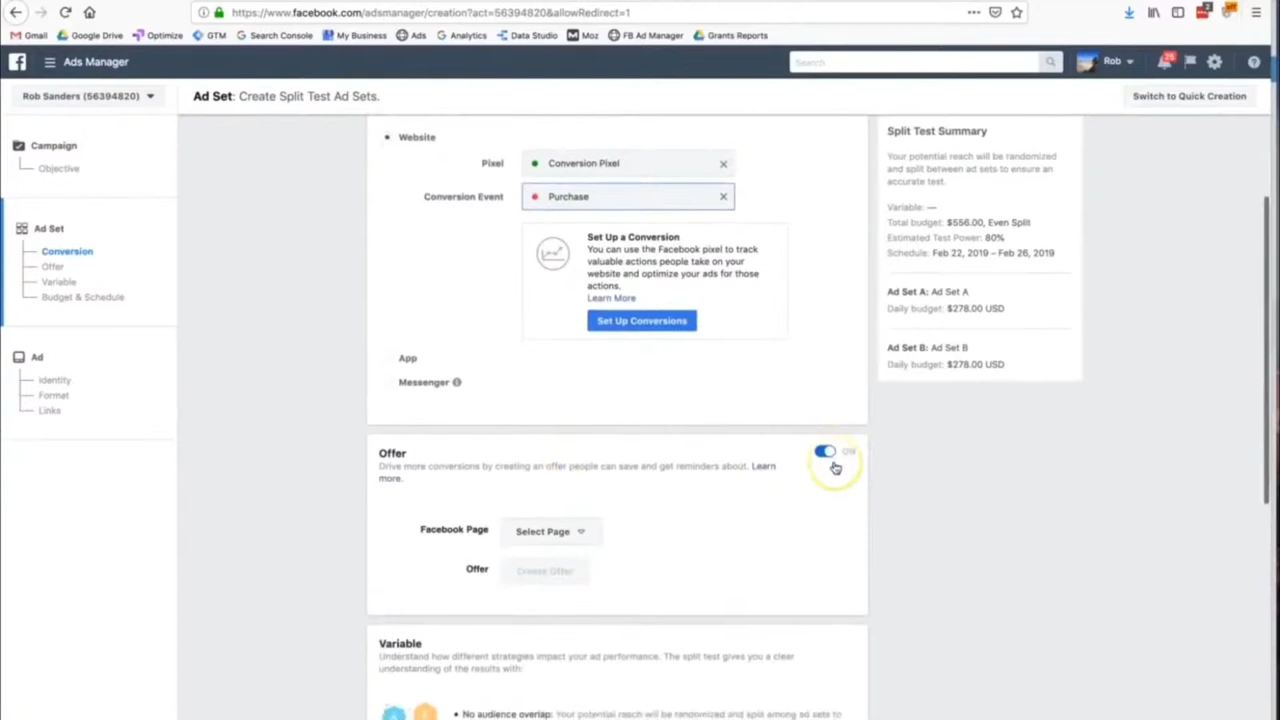 https://www.facebook.com/adsmanager/creation?act=56394820&allowRedirect=1
Gmail Google Drive Optimize GTM Search Console My Business Ads Analytics Data Studio Moz FB Ad Manager Grants Reports
Ads Manager
Search
Rob
Rob Sanders (56394820)
Ad Set: Create Split Test Ad Sets.
Switch to Quick Creation
Campaign
Objective
Ad Set
Conversion
Offer
Variable
Budget & Schedule
Ad
Identity
Format
Links
Website
Pixel
Conversion Pixel
Conversion Event
Purchase
Set Up a Conversion
You can use the Facebook pixel to track
valuable actions people take on your
website and optimize your ads for those
actions.
Learn More
Set Up Conversions
App
Messenger
Offer
Drive more conversions by creating an offer people can save and get reminders about. Learn
more.
Facebook Page
Select Page
Offer
Create Offer
Variable
Understand how different strategies impact your ad performance. The split test gives you a clear
understanding of the results with:
• No audience overlap: Your potential reach will be randomized and split among ad sets to
Split Test Summary
Your potential reach will be randomized
and split between ad sets to ensure an
accurate test.
Variable: —
Total budget: $556.00, Even Split
Estimated Test Power: 80%
Schedule: Feb 22, 2019 – Feb 26, 2019
Ad Set A: Ad Set A
Daily budget: $278.00 USD
Ad Set B: Ad Set B
Daily budget: $278.00 USD